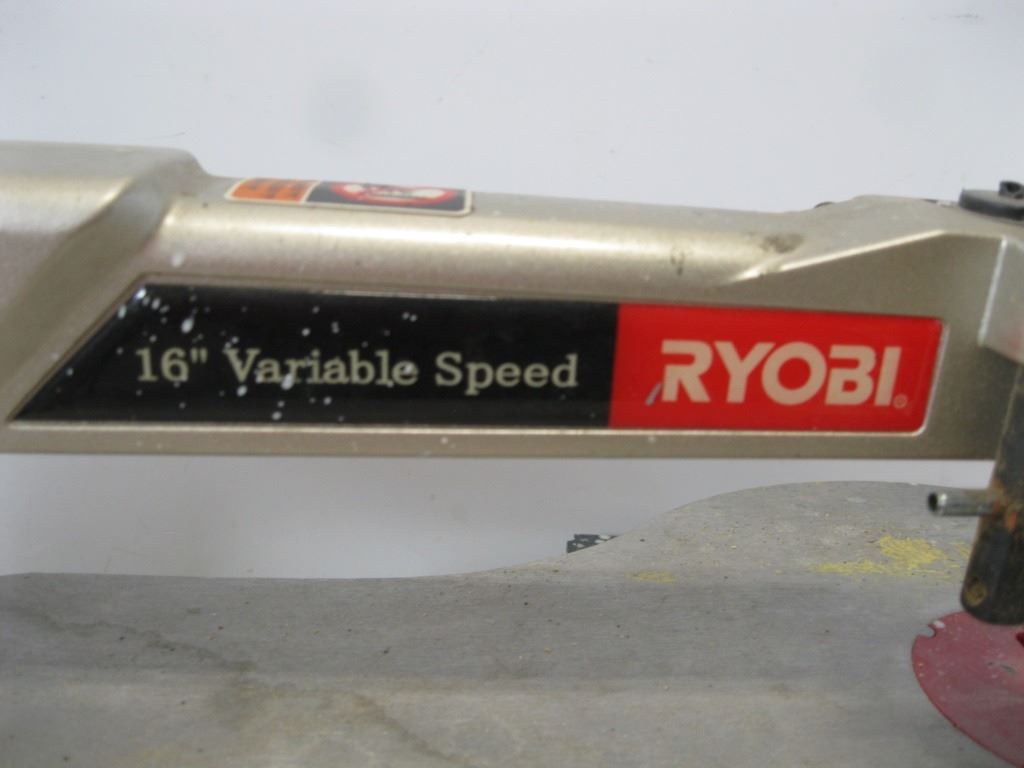 16" Variable Speed RYOBI®